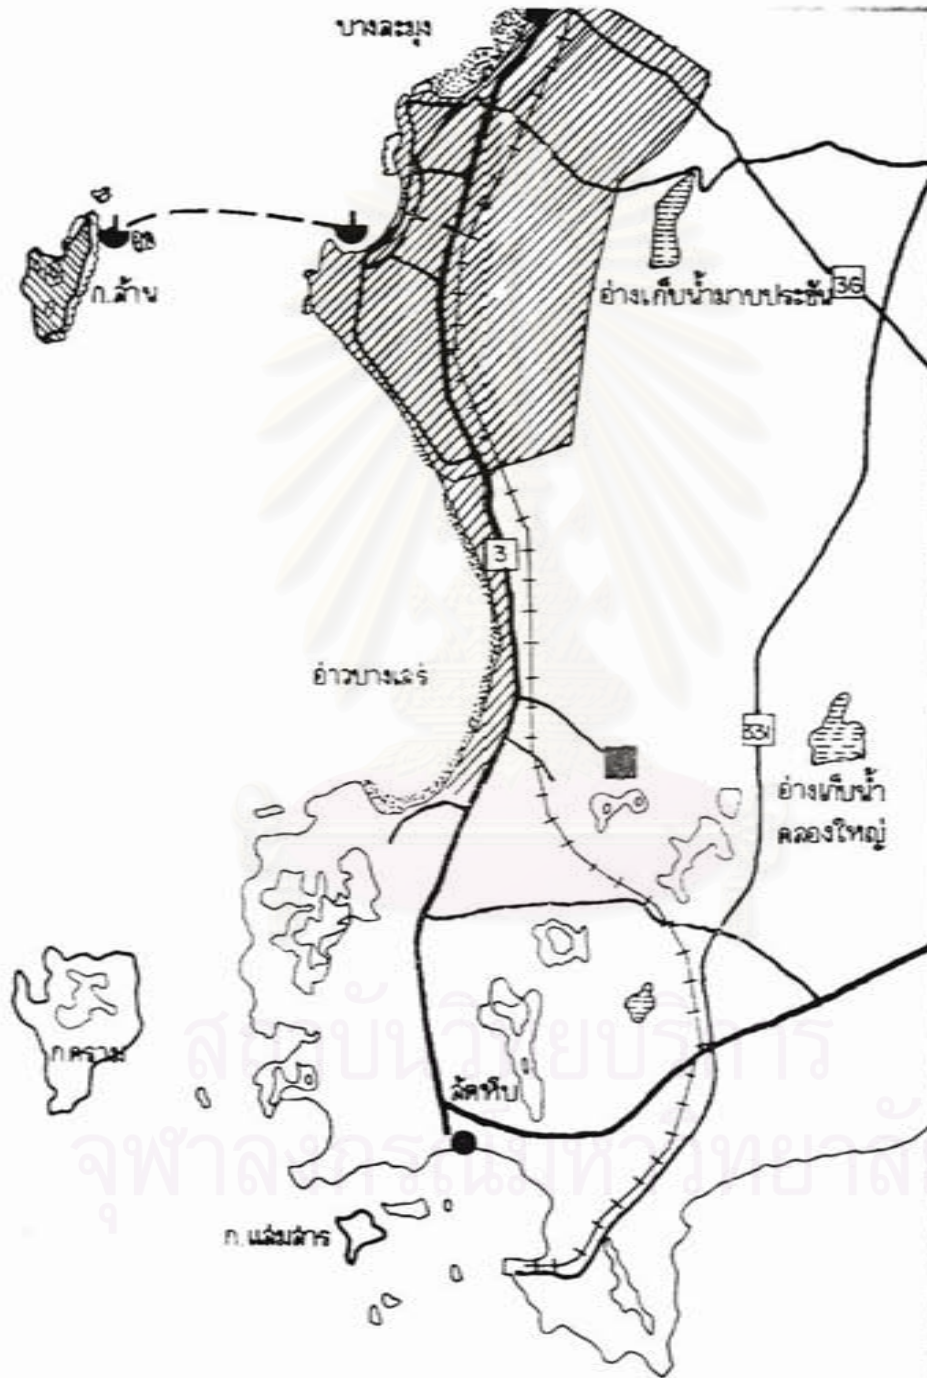 บางละมุง
อู่
ก.ล้าน
อ่างเก็บน้ำมาบประชัน
36
3
อ่าวบางเสร่
331
อ่างเก็บน้ำ
คลองใหญ่
ก.คราม
สัตหีบ
ก.แสมสาร
สถาบันวิทยบริการ
จุฬาลงกรณ์มหาวิทยาลัย